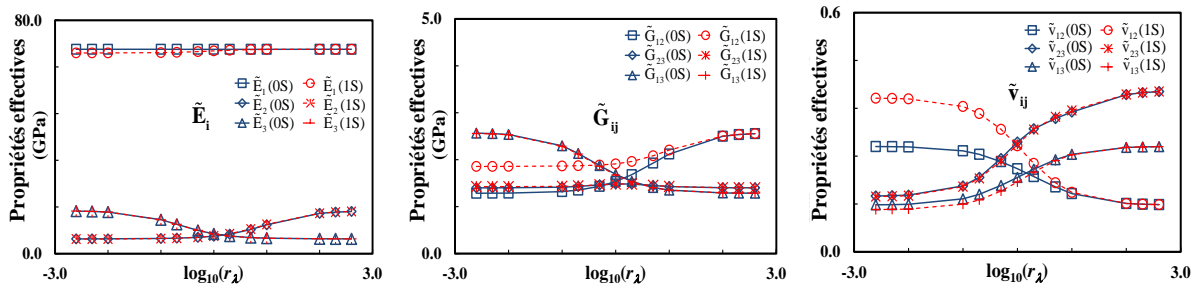 Propriétés effectives
(GPa)
80.0
0.0
-3.0
3.0
log₁₀(r_λ)
Ẽ₁(0S) Ẽ₁(1S)
Ẽ₂(0S) Ẽ₂(1S)
Ẽ₃(0S) Ẽ₃(1S)
Ẽᵢ
Propriétés effectives
(GPa)
5.0
0.0
-3.0
3.0
log₁₀(r_λ)
G̃₁₂(0S) G̃₁₂(1S)
G̃₂₃(0S) G̃₂₃(1S)
G̃₁₃(0S) G̃₁₃(1S)
G̃ᵢⱼ
Propriétés effectives
0.6
0.0
-3.0
3.0
log₁₀(r_λ)
ṽ₁₂(0S) ṽ₁₂(1S)
ṽ₂₃(0S) ṽ₂₃(1S)
ṽ₁₃(0S) ṽ₁₃(1S)
ṽᵢⱼ